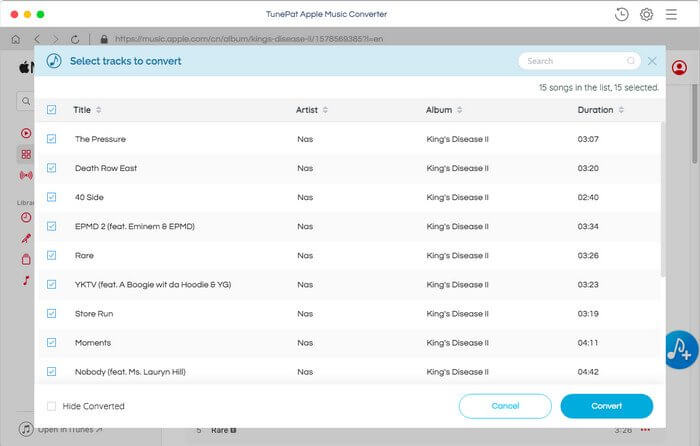 TunePat Apple Music Converter
https://music.apple.com/cn/album/kings-disease-ii/1578569385?l=en
Select tracks to convert
Search
15 songs in the list, 15 selected.
Title Artist Album Duration
The Pressure Nas King's Disease II 03:07
Death Row East Nas King's Disease II 03:20
40 Side Nas King's Disease II 02:40
EPMD 2 (feat. Eminem & EPMD) Nas King's Disease II 03:34
Rare Nas King's Disease II 03:26
YKTV (feat. A Boogie wit da Hoodie & YG) Nas King's Disease II 03:23
Store Run Nas King's Disease II 03:19
Moments Nas King's Disease II 04:11
Nobody (feat. Ms. Lauryn Hill) Nas King's Disease II 04:42
Hide Converted
Cancel
Convert
Open in iTunes ↗
5 Rare E 3:26